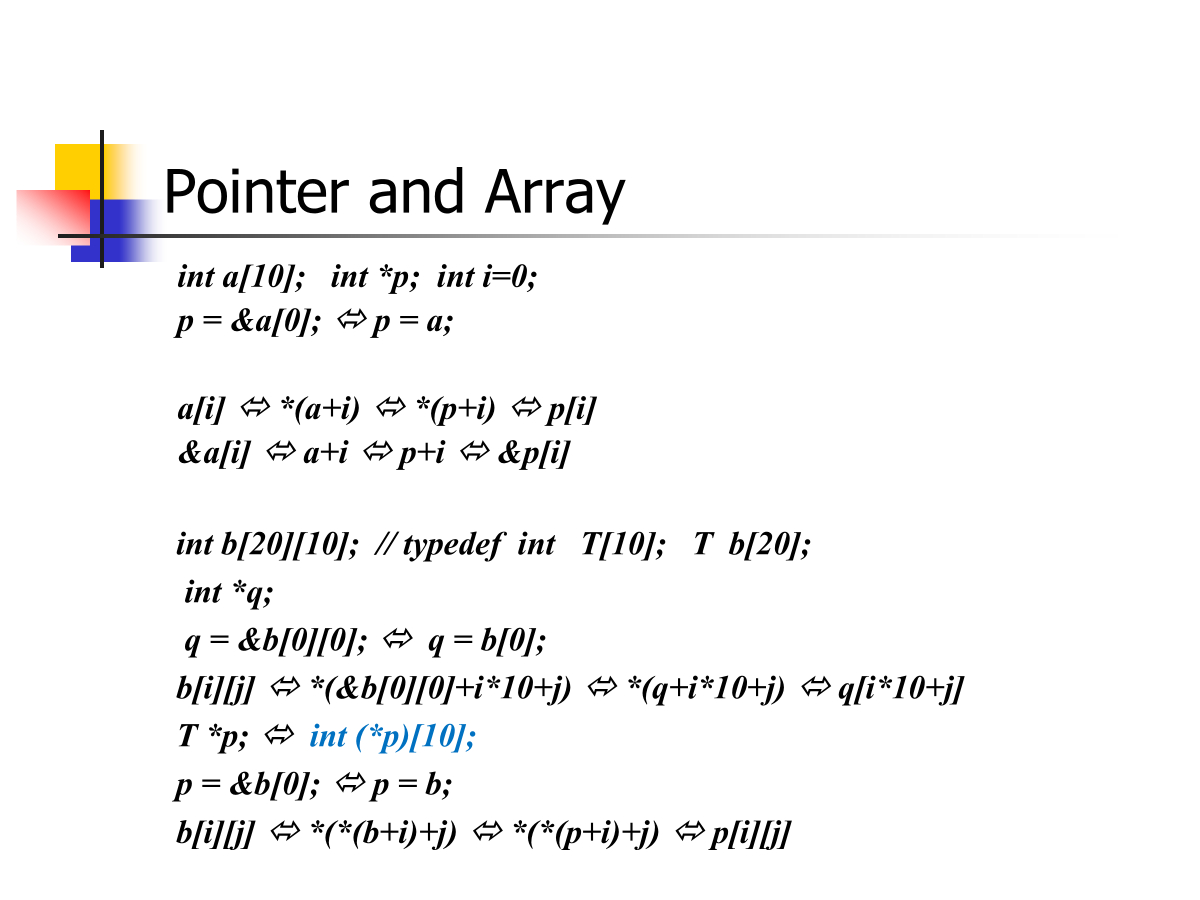 Pointer and Array
int a[10]; int *p; int i=0;
p = &a[0]; ⬄ p = a;
a[i] ⬄ *(a+i) ⬄ *(p+i) ⬄ p[i]
&a[i] ⬄ a+i ⬄ p+i ⬄ &p[i]
int b[20][10]; // typedef int T[10]; T b[20];
int *q;
q = &b[0][0]; ⬄ q = b[0];
b[i][j] ⬄ *(&b[0][0]+i*10+j) ⬄ *(q+i*10+j) ⬄ q[i*10+j]
T *p; ⬄ int (*p)[10];
p = &b[0]; ⬄ p = b;
b[i][j] ⬄ *(*(b+i)+j) ⬄ *(*(p+i)+j) ⬄ p[i][j]